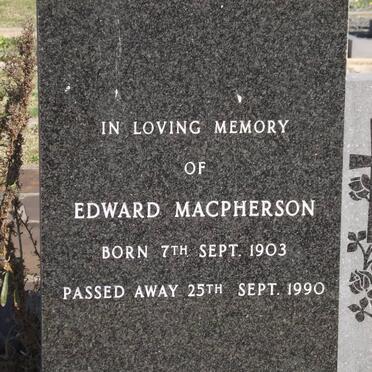 IN LOVING MEMORY
OF
EDWARD MACPHERSON
BORN 7TH SEPT. 1903
PASSED AWAY 25TH SEPT. 1990